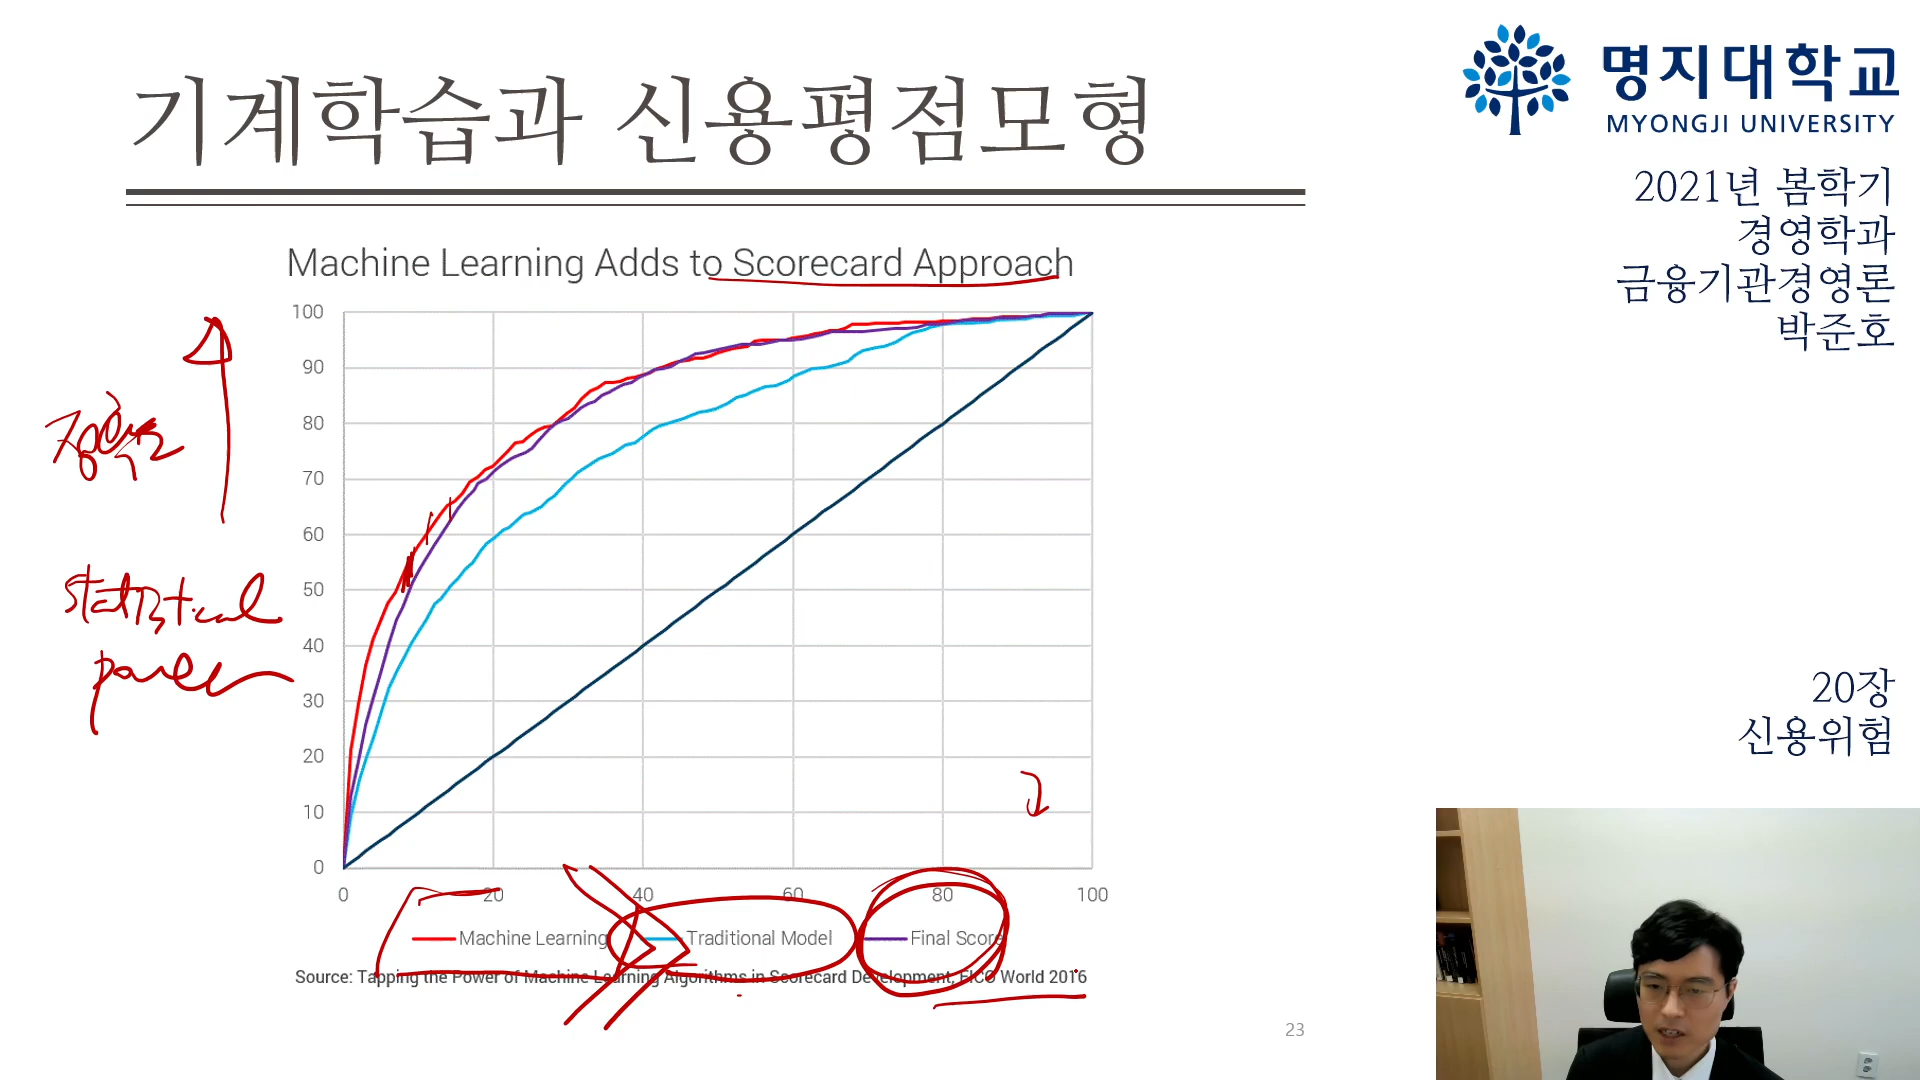 기계학습과 신용평점모형
명지대학교
MYONGJI UNIVERSITY
2021년 봄학기
경영학과
금융기관경영론
박준호
Machine Learning Adds to Scorecard Approach
100
90
80
70
60
50
40
30
20
10
0
0 20 40 60 80 100
정확도
statistical
power
Machine Learning Traditional Model Final Score
Source: Tapping the Power of Machine Learning Algorithms in Scorecard Development, FICO World 2016
20장
신용위험
23